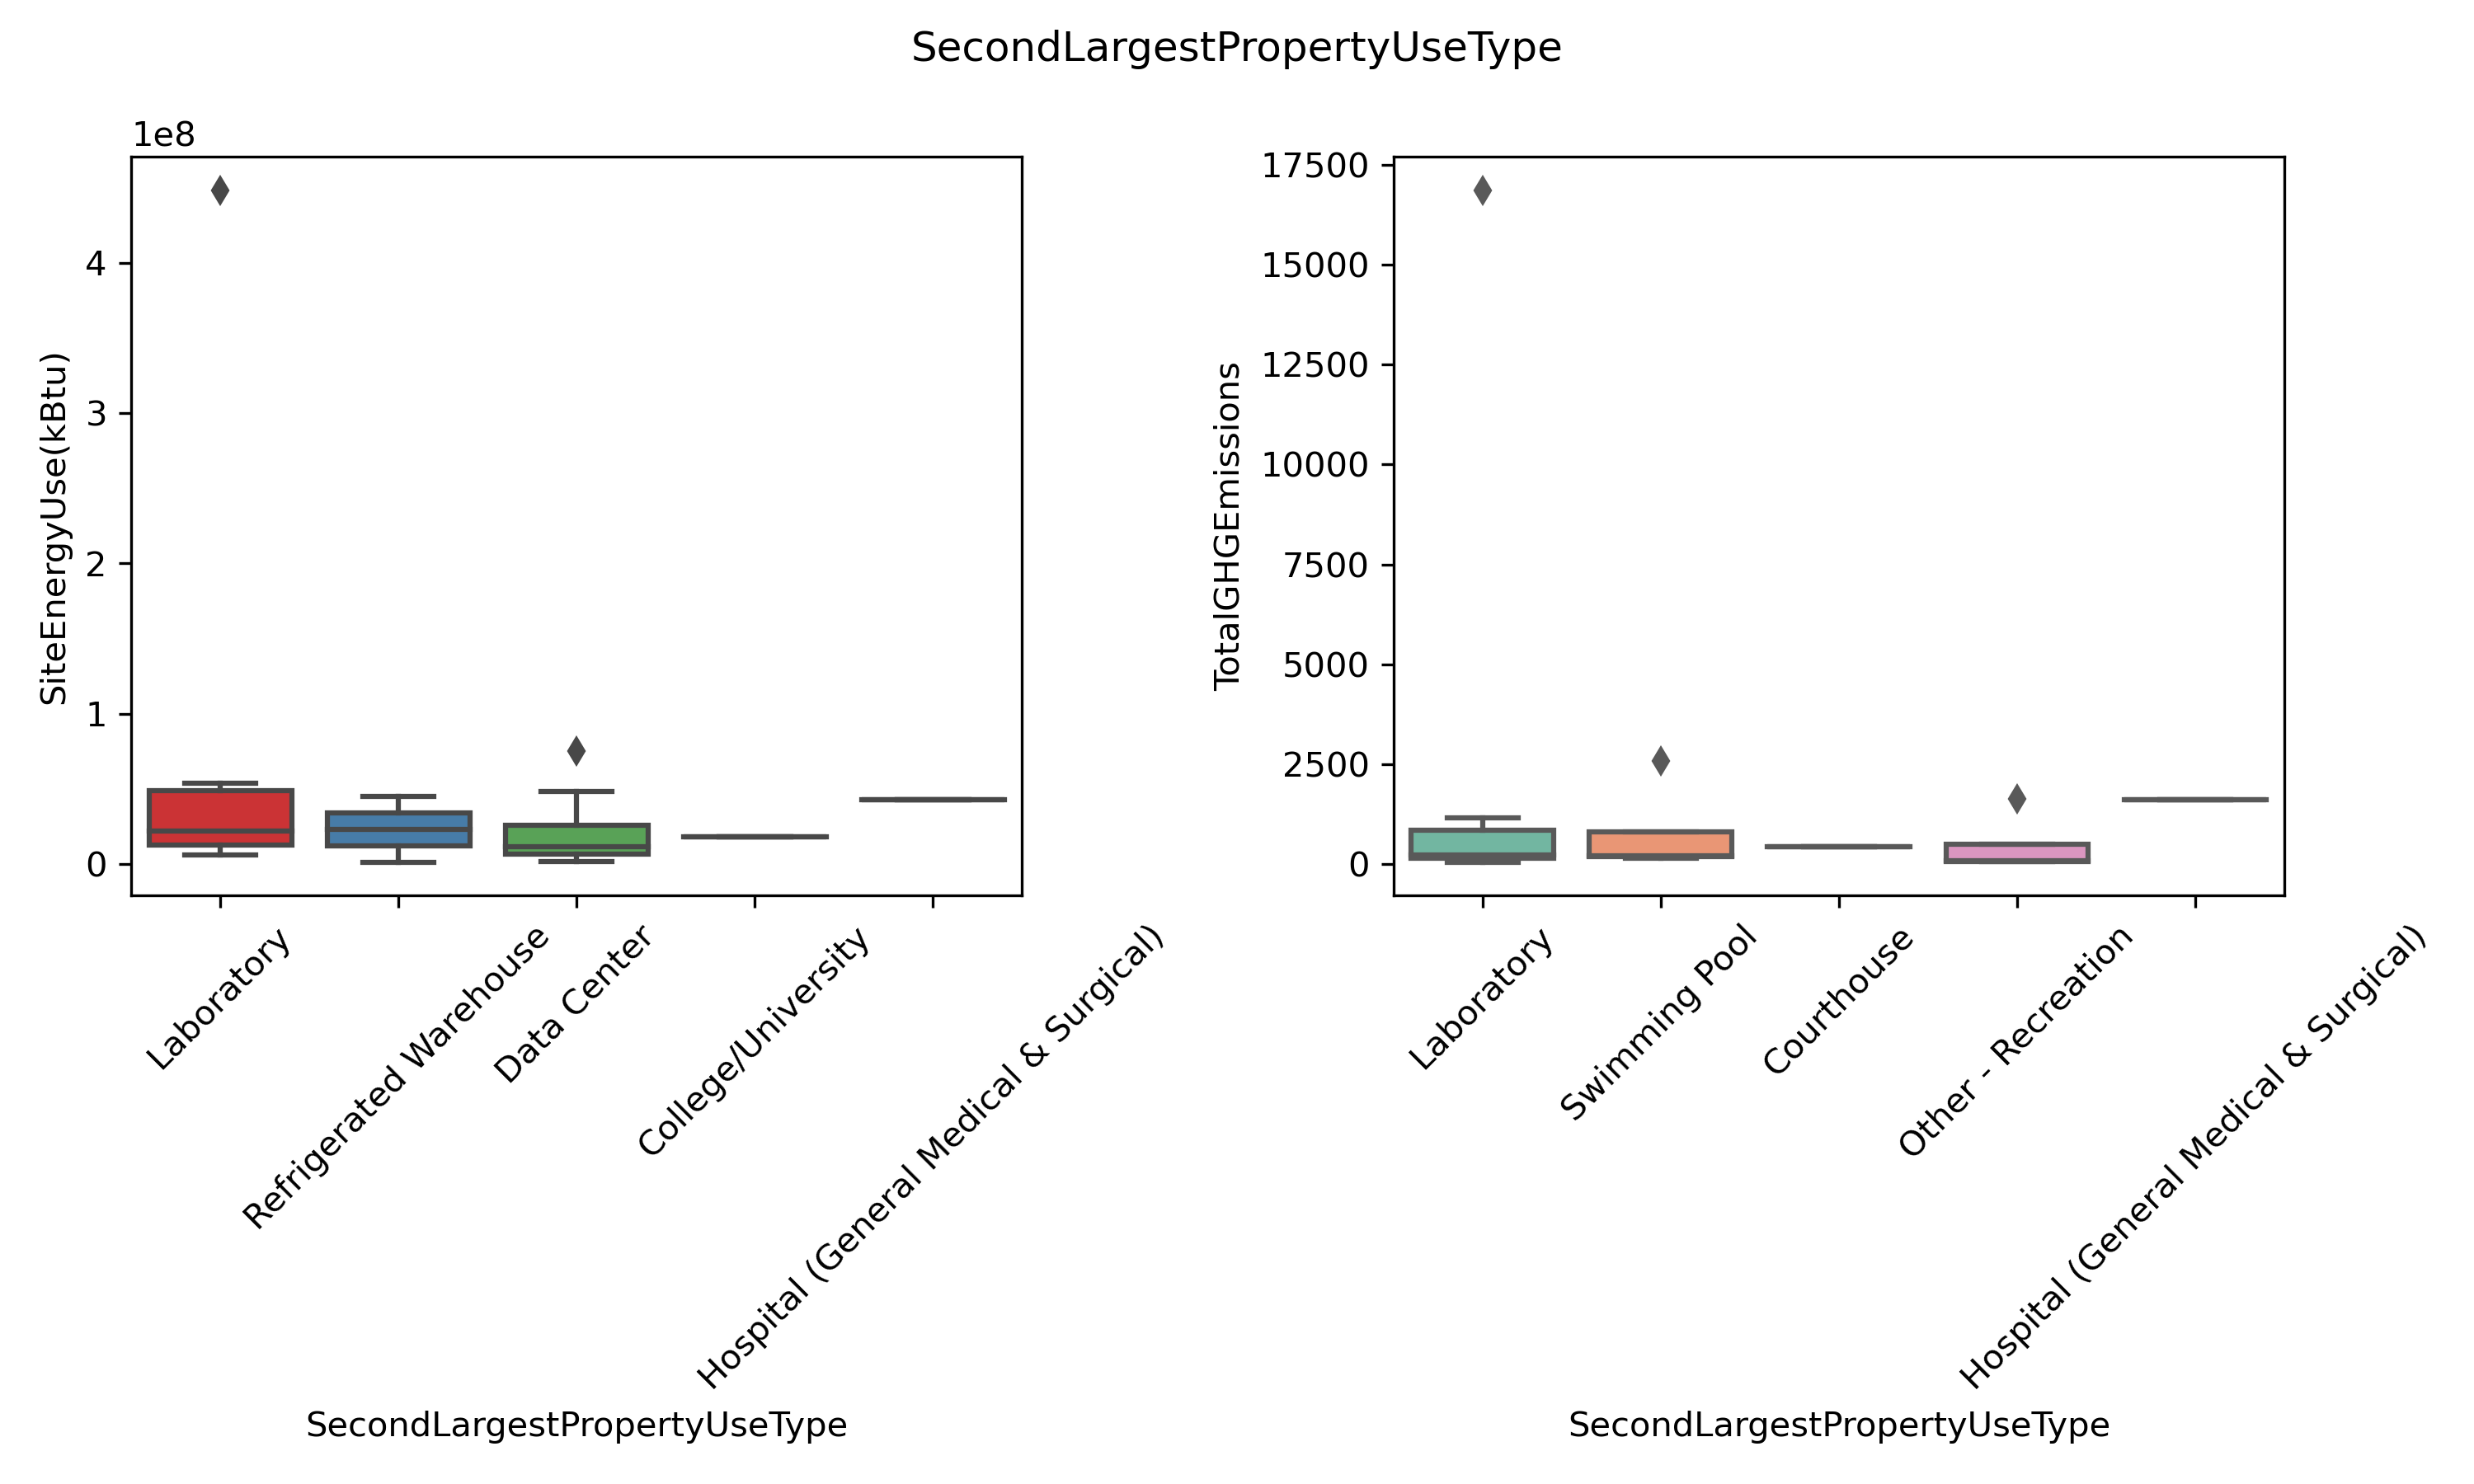 SecondLargestPropertyUseType
1e8
4
3
2
1
0
SiteEnergyUse(kBtu)
Laboratory
Refrigerated Warehouse
Data Center
College/University
Hospital (General Medical & Surgical)
SecondLargestPropertyUseType
17500
15000
12500
10000
7500
5000
2500
0
TotalGHGEmissions
Laboratory
Swimming Pool
Courthouse
Other - Recreation
Hospital (General Medical & Surgical)
SecondLargestPropertyUseType